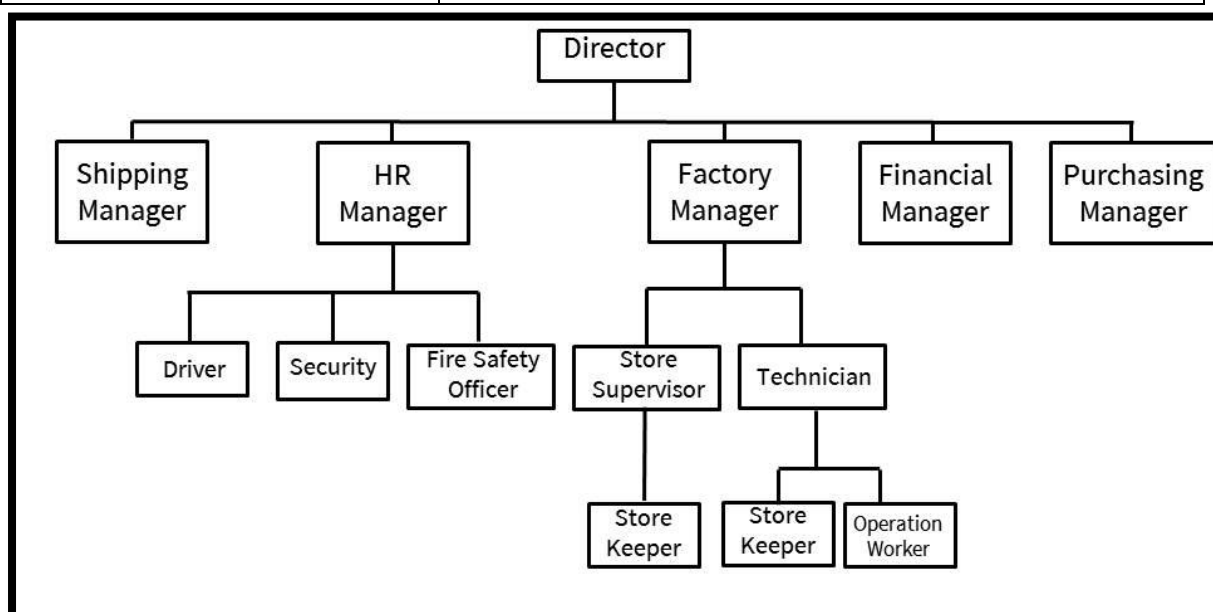 Director
Shipping
Manager
HR
Manager
Factory
Manager
Financial
Manager
Purchasing
Manager
Driver
Security
Fire Safety
Officer
Store
Supervisor
Technician
Store
Keeper
Store
Keeper
Operation
Worker